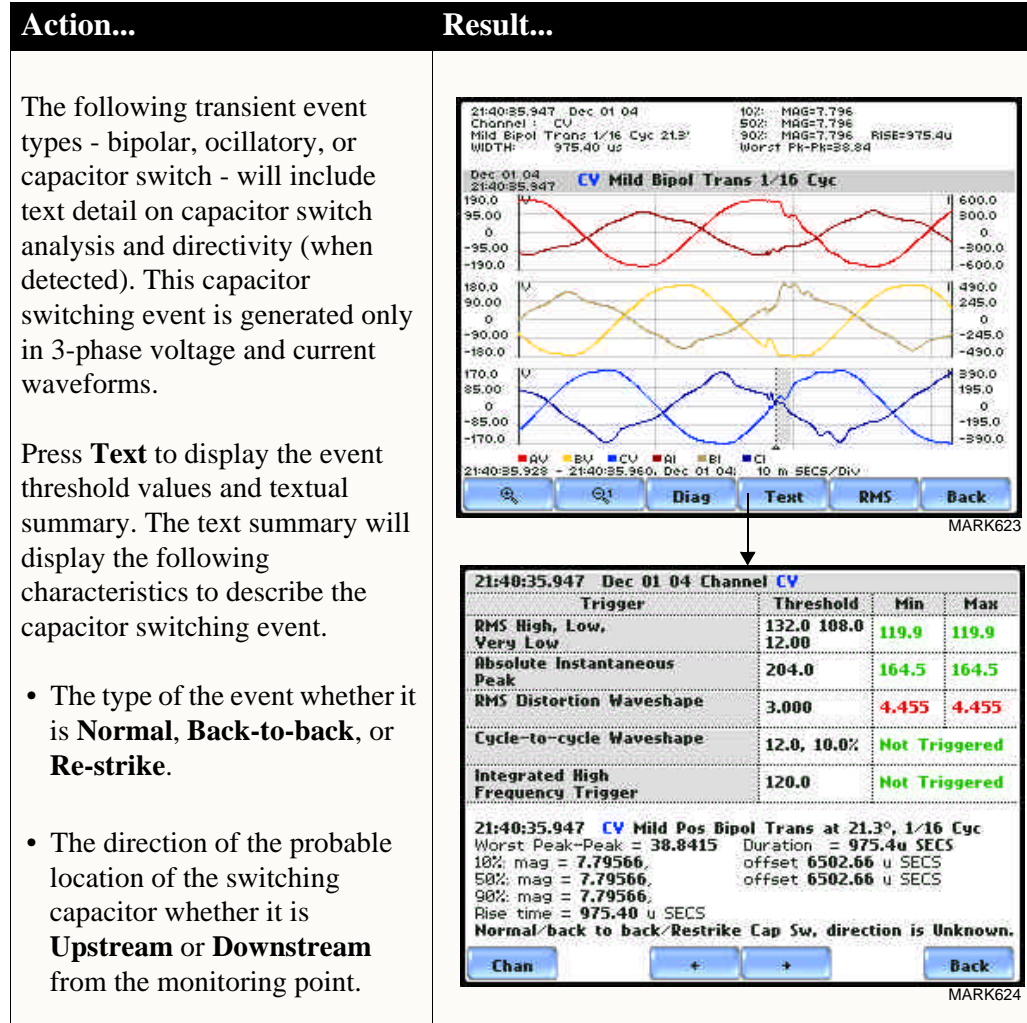 Action...
Result...
The following transient event
types - bipolar, ocillatory, or
capacitor switch - will include
text detail on capacitor switch
analysis and directivity (when
detected). This capacitor
switching event is generated only
in 3-phase voltage and current
waveforms.
Press Text to display the event
threshold values and textual
summary. The text summary will
display the following
characteristics to describe the
capacitor switching event.
• The type of the event whether it
is Normal, Back-to-back, or
Re-strike.
• The direction of the probable
location of the switching
capacitor whether it is
Upstream or Downstream
from the monitoring point.
21:40:35.947 Dec 01 04
Channel : CV
Mild Bipol Trans 1/16 Cyc 21.3°
WIDTH: 975.40 us
10%: MAG=7.796
50%: MAG=7.796
90%: MAG=7.796 RISE=975.4u
Worst Pk-Pk=38.84
Dec 01 04
21:40:35.947
CV Mild Bipol Trans 1/16 Cyc
190.0 V I 600.0
95.00 300.0
0 0
-95.00 -300.0
-190.0 -600.0
180.0 V I 490.0
90.00 245.0
0 0
-90.00 -245.0
-180.0 -490.0
170.0 V I 390.0
85.00 195.0
0 0
-85.00 -195.0
-170.0 -390.0
AV BV CV AI BI CI
21:40:35.928 - 21:40:35.960, Dec 01 04: 10 m SECS/Div
1 Diag Text RMS Back
MARK623
21:40:35.947 Dec 01 04 Channel CV
Trigger Threshold Min Max
RMS High, Low,
Very Low
132.0 108.0
12.00
119.9 119.9
Absolute Instantaneous
Peak
204.0 164.5 164.5
RMS Distortion Waveshape
3.000 4.455 4.455
Cycle-to-cycle Waveshape
12.0, 10.0% Not Triggered
Integrated High
Frequency Trigger
120.0 Not Triggered
21:40:35.947 CV Mild Pos Bipol Trans at 21.3°, 1/16 Cyc
Worst Peak-Peak = 38.8415 Duration = 975.4u SECS
10%: mag = 7.79566, offset 6502.66 u SECS
50%: mag = 7.79566, offset 6502.66 u SECS
90%: mag = 7.79566,
Rise time = 975.40 u SECS
Normal/back to back/Restrike Cap Sw, direction is Unknown.
Chan ← → Back
MARK624